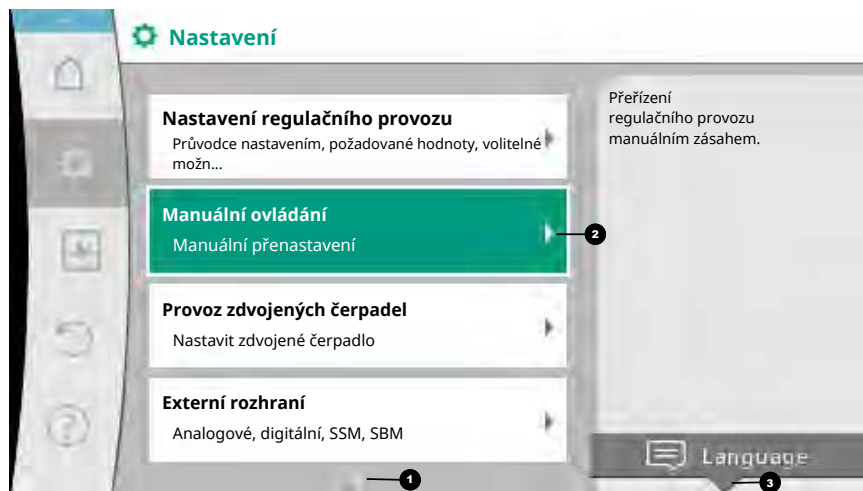 Nastavení
Nastavení regulačního provozu
Průvodce nastavením, požadované hodnoty, volitelné
možn...
Manuální ovládání
Manuální přenastavení
2
Provoz zdvojených čerpadel
Nastavit zdvojené čerpadlo
Externí rozhraní
Analogové, digitální, SSM, SBM
1
Přeřízení
regulačního provozu
manuálním zásahem.
Language
3